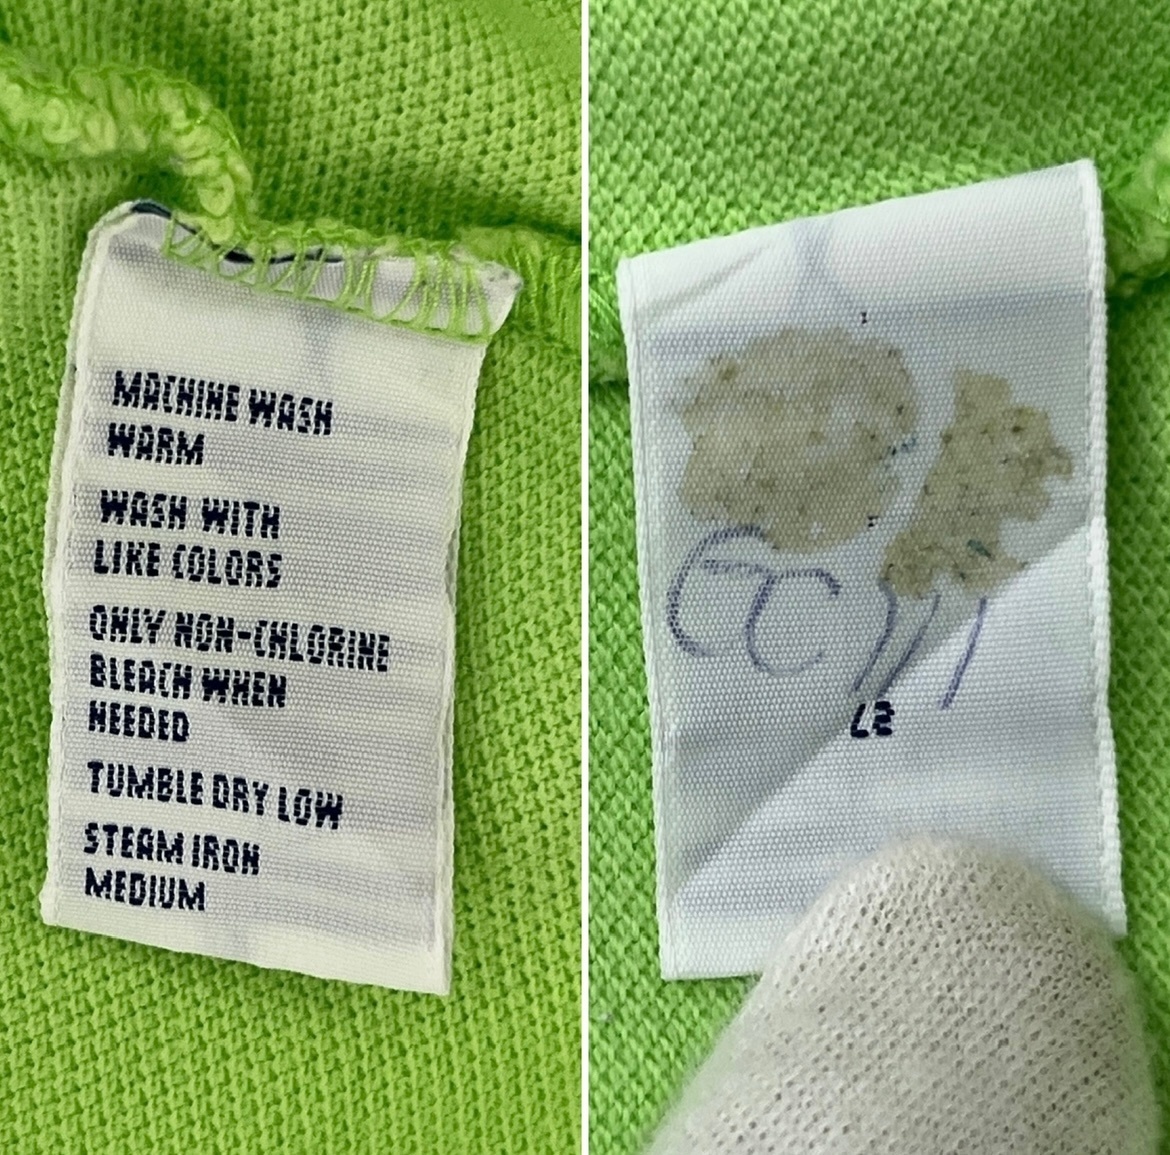 MACHINE WASH
WARM
WASH WITH
LIKE COLORS
ONLY NON-CHLORINE
BLEACH WHEN
NEEDED
TUMBLE DRY LOW
STEAM IRON
MEDIUM